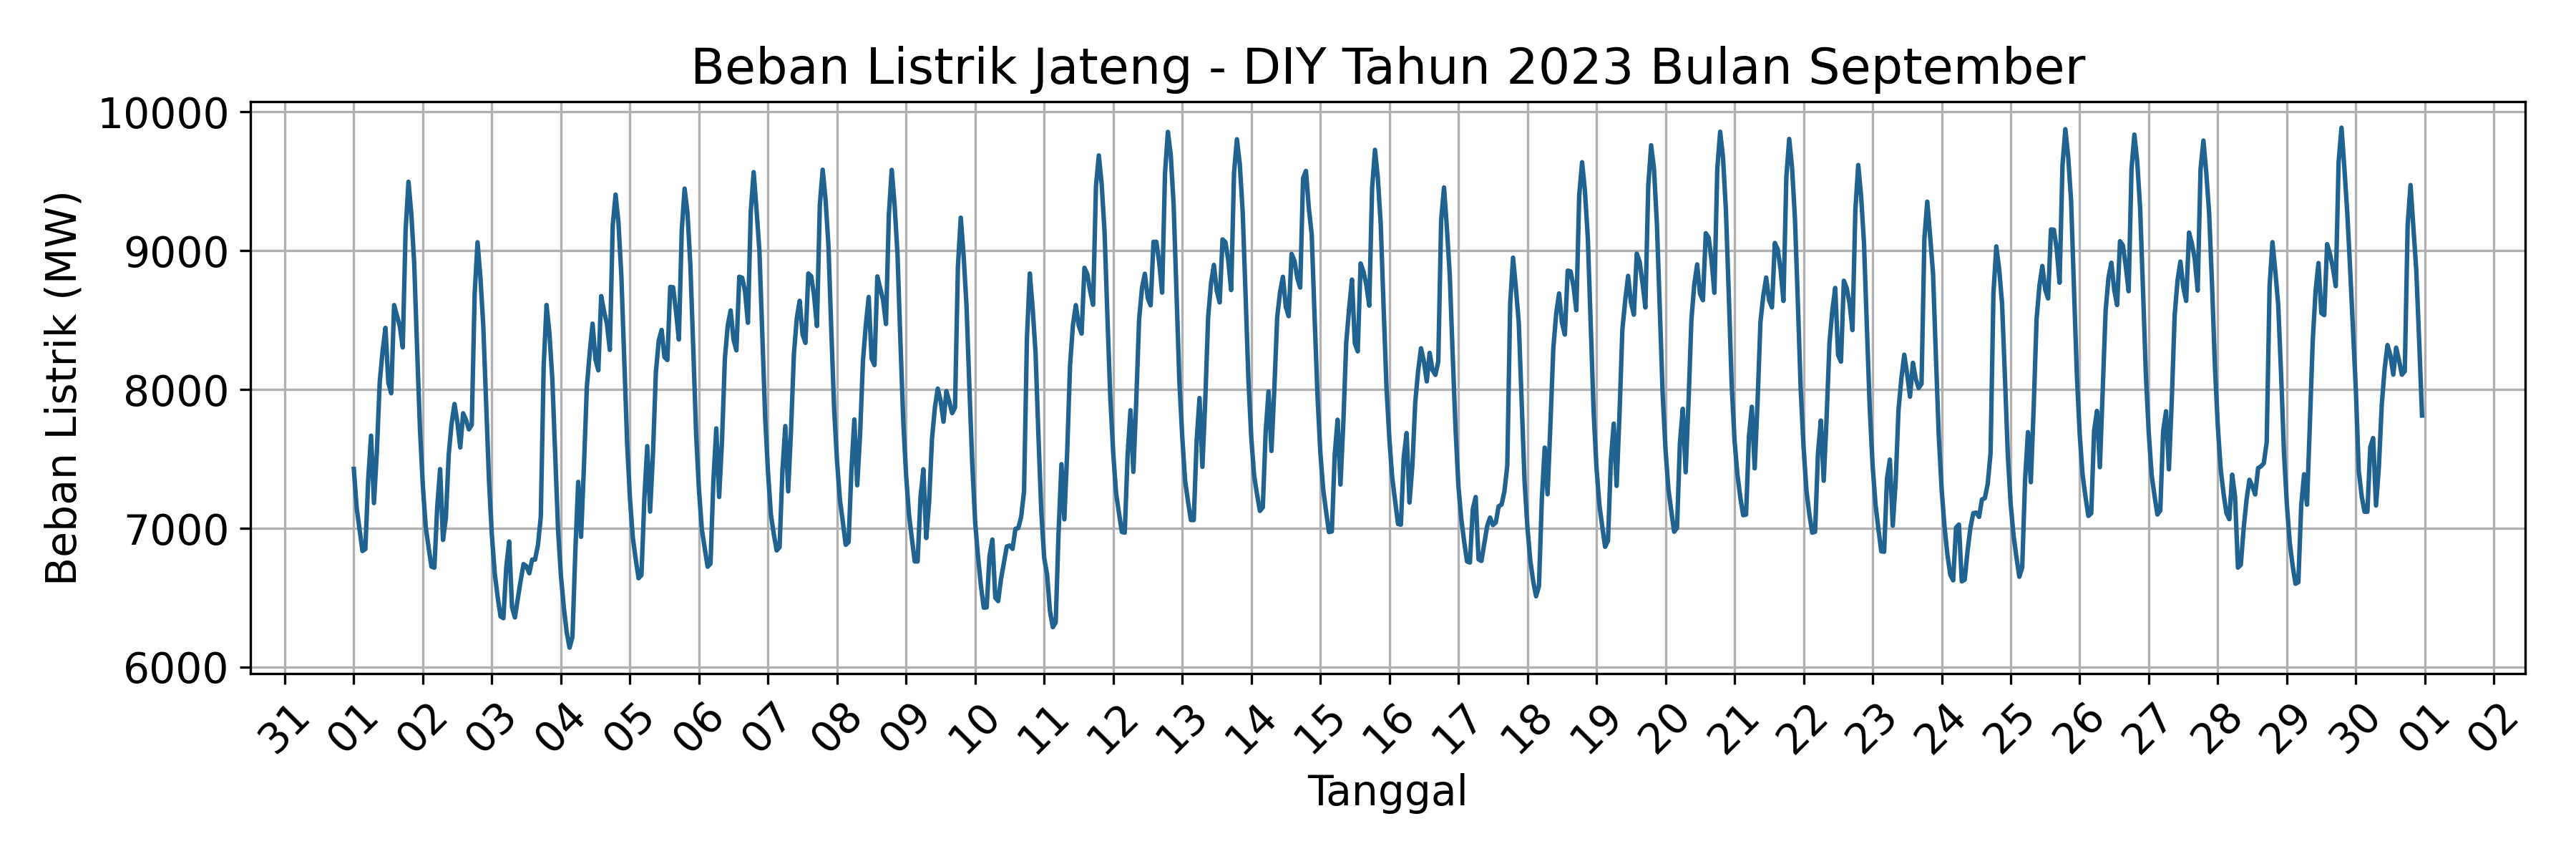 Beban Listrik Jateng - DIY Tahun 2023 Bulan September
Beban Listrik (MW)
10000
9000
8000
7000
6000
31 01 02 03 04 05 06 07 08 09 10 11 12 13 14 15 16 17 18 19 20 21 22 23 24 25 26 27 28 29 30 01 02
Tanggal